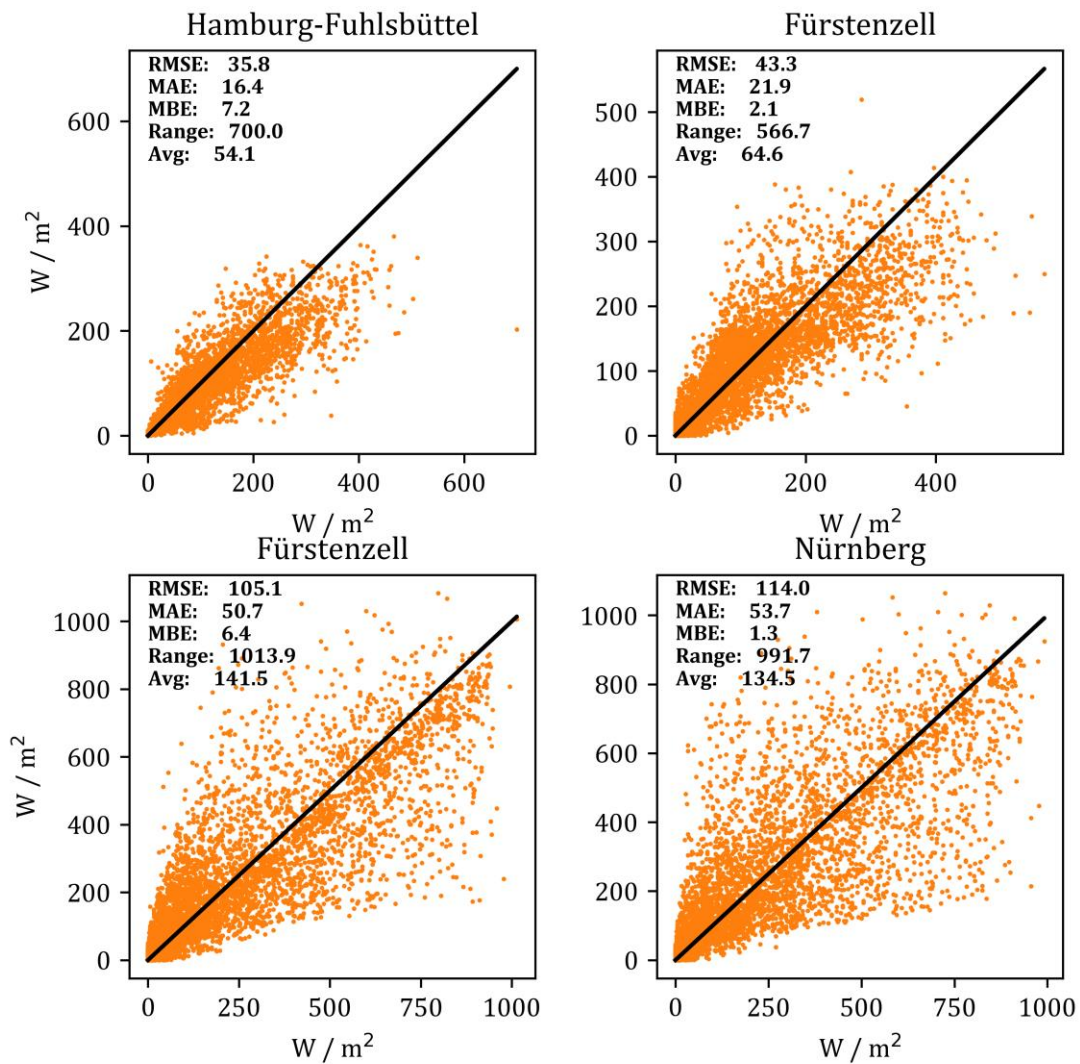 Hamburg-Fuhlsbüttel
RMSE: 35.8
MAE: 16.4
MBE: 7.2
Range: 700.0
Avg: 54.1
W / m²
600
400
200
0
0 200 400 600
W / m²
Fürstenzell
RMSE: 43.3
MAE: 21.9
MBE: 2.1
Range: 566.7
Avg: 64.6
500
400
300
200
100
0
0 200 400
W / m²
Fürstenzell
RMSE: 105.1
MAE: 50.7
MBE: 6.4
Range: 1013.9
Avg: 141.5
W / m²
1000
800
600
400
200
0
0 250 500 750 1000
W / m²
Nürnberg
RMSE: 114.0
MAE: 53.7
MBE: 1.3
Range: 991.7
Avg: 134.5
1000
800
600
400
200
0
0 250 500 750 1000
W / m²